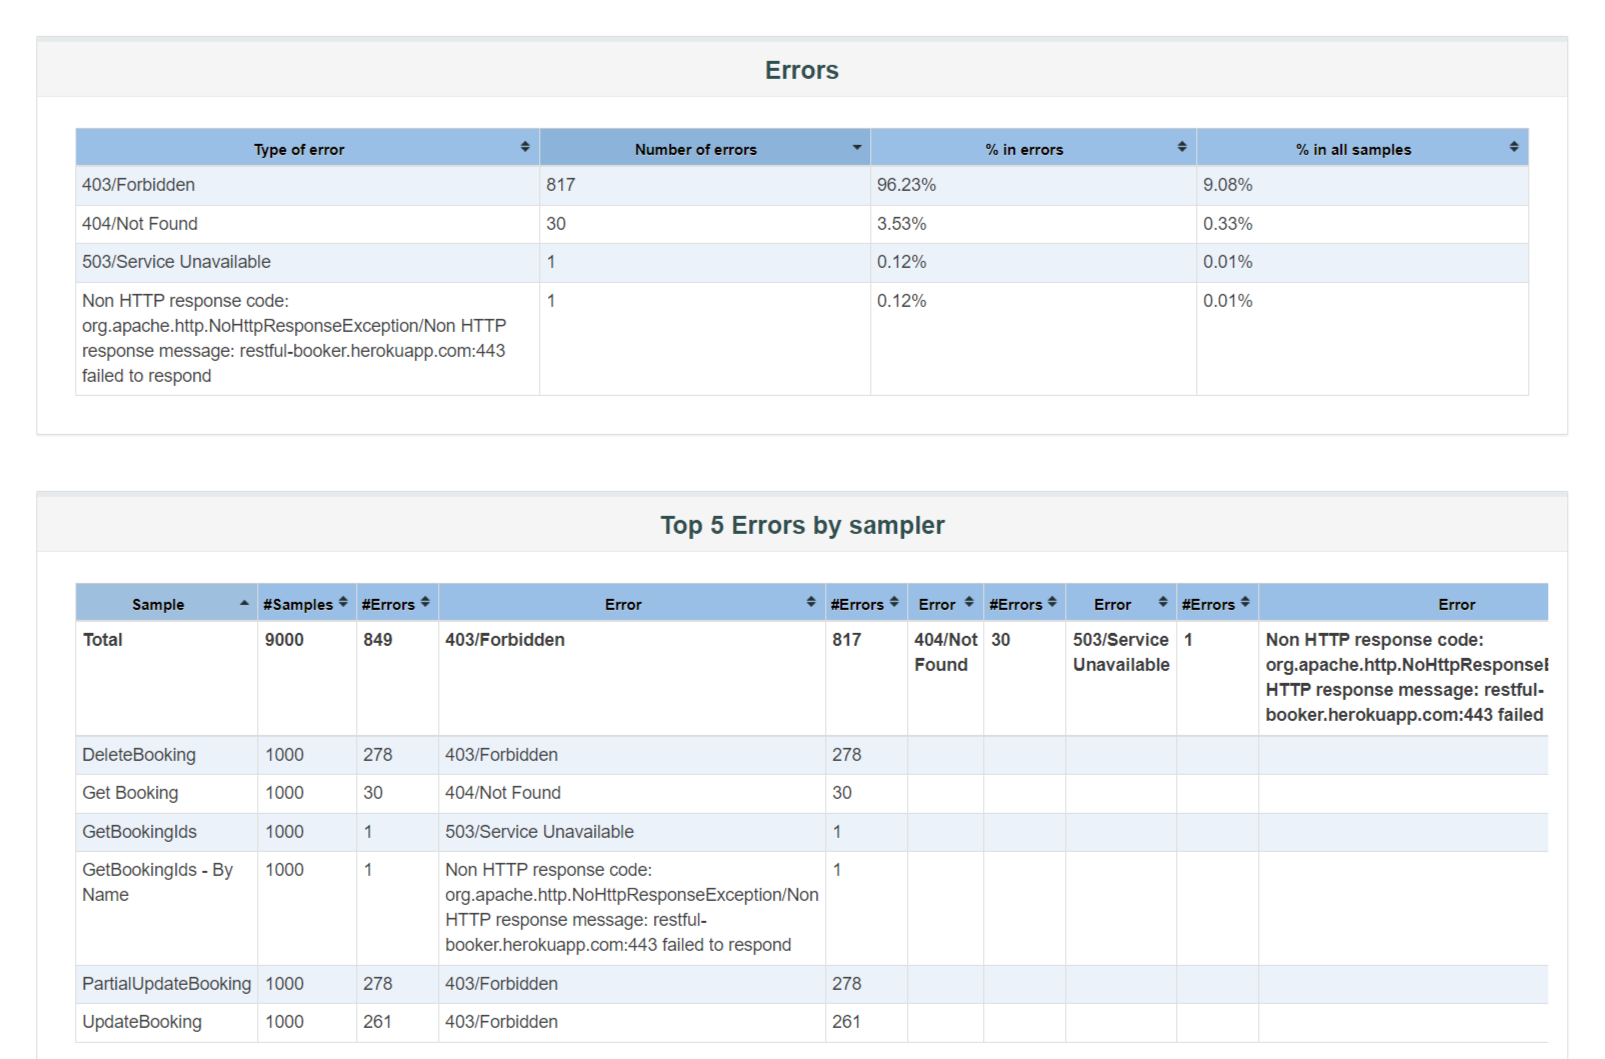 Errors
Type of error Number of errors % in errors % in all samples
403/Forbidden 817 96.23% 9.08%
404/Not Found 30 3.53% 0.33%
503/Service Unavailable 1 0.12% 0.01%
Non HTTP response code: 1 0.12% 0.01%
org.apache.http.NoHttpResponseException/Non HTTP
response message: restful-booker.herokuapp.com:443
failed to respond
Top 5 Errors by sampler
Sample #Samples #Errors Error #Errors Error #Errors Error #Errors Error
Total 9000 849 403/Forbidden 817 404/Not 30 503/Service 1 Non HTTP response code:
Found Unavailable org.apache.http.NoHttpResponse
HTTP response message: restful-
booker.herokuapp.com:443 failed
DeleteBooking 1000 278 403/Forbidden 278
Get Booking 1000 30 404/Not Found 30
GetBookingIds 1000 1 503/Service Unavailable 1
GetBookingIds - By 1000 1 Non HTTP response code: 1
Name org.apache.http.NoHttpResponseException/Non
HTTP response message: restful-
booker.herokuapp.com:443 failed to respond
PartialUpdateBooking 1000 278 403/Forbidden 278
UpdateBooking 1000 261 403/Forbidden 261